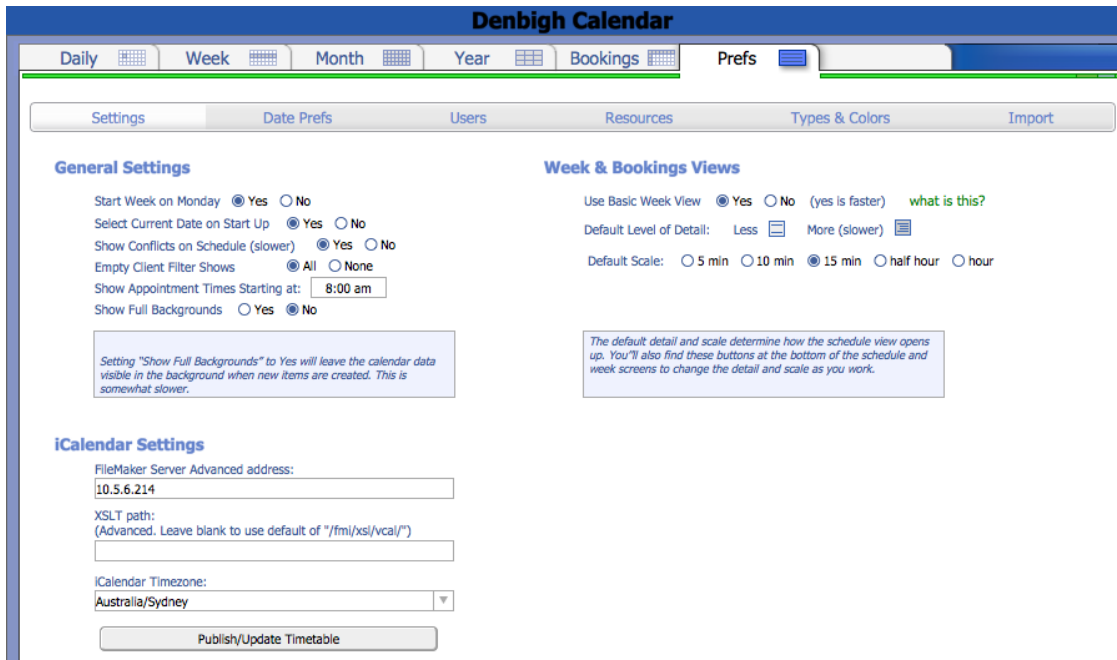 Denbigh Calendar
Daily Week Month Year Bookings Prefs
Settings Date Prefs Users Resources Types & Colors Import
General Settings
Start Week on Monday Yes No
Select Current Date on Start Up Yes No
Show Conflicts on Schedule (slower) Yes No
Empty Client Filter Shows All None
Show Appointment Times Starting at: 8:00 am
Show Full Backgrounds Yes No
Setting "Show Full Backgrounds" to Yes will leave the calendar data
visible in the background when new items are created. This is
somewhat slower.
Week & Bookings Views
Use Basic Week View Yes No (yes is faster) what is this?
Default Level of Detail: Less More (slower)
Default Scale: 5 min 10 min 15 min half hour hour
The default detail and scale determine how the schedule view opens
up. You"ll also find these buttons at the bottom of the schedule and
week screens to change the detail and scale as you work.
iCalendar Settings
FileMaker Server Advanced address:
10.5.6.214
XSLT path:
(Advanced. Leave blank to use default of "/fmi/xsl/vcal/")
iCalendar Timezone:
Australia/Sydney
Publish/Update Timetable